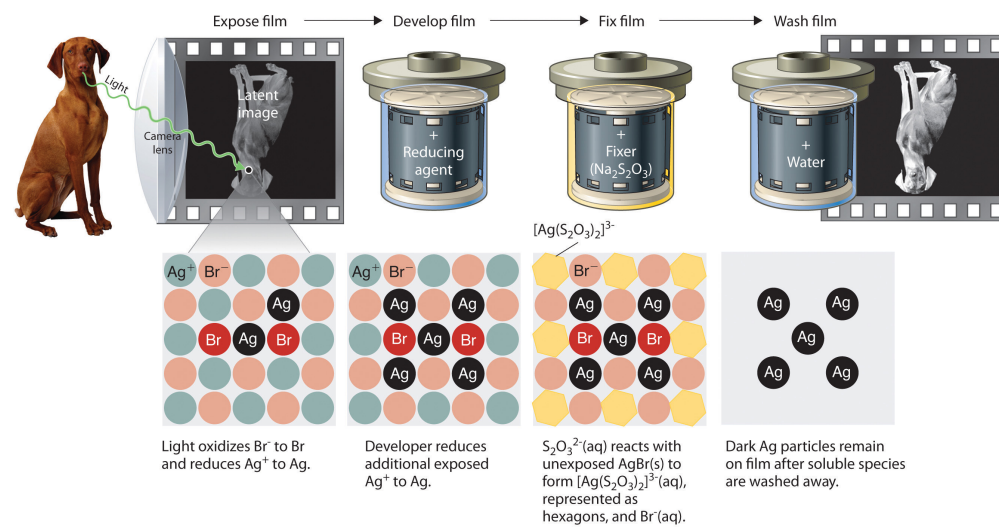 Expose film
Develop film
Fix film
Wash film
Light
Camera
lens
Latent
image
+
Reducing
agent
+
Fixer
(Na₂S₂O₃)
+
Water
[Ag(S₂O₃)₂]³⁻
Ag⁺ Br⁻
Ag
Br Ag Br
Ag⁺ Br⁻
Ag Ag
Br Ag Br
Ag Ag
Br⁻
Ag Ag
Br Ag Br
Ag Ag
Ag Ag
Ag
Ag Ag
Light oxidizes Br⁻ to Br
and reduces Ag⁺ to Ag.
Developer reduces
additional exposed
Ag⁺ to Ag.
S₂O₃²⁻(aq) reacts with
unexposed AgBr(s) to
form [Ag(S₂O₃)₂]³⁻(aq),
represented as
hexagons, and Br⁻(aq).
Dark Ag particles remain
on film after soluble species
are washed away.